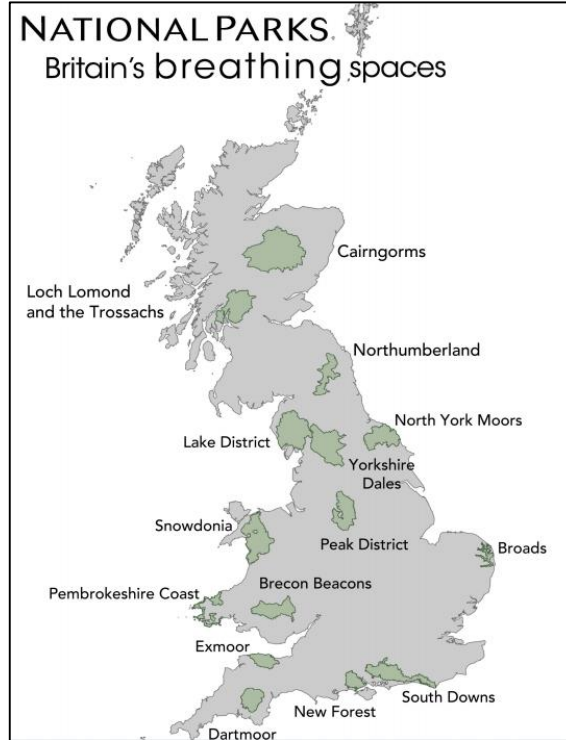 NATIONAL PARKS
Britain's breathing spaces
Cairngorms
Loch Lomond
and the Trossachs
Northumberland
North York Moors
Lake District
Yorkshire
Dales
Snowdonia
Peak District
Broads
Brecon Beacons
Pembrokeshire Coast
Exmoor
South Downs
New Forest
Dartmoor